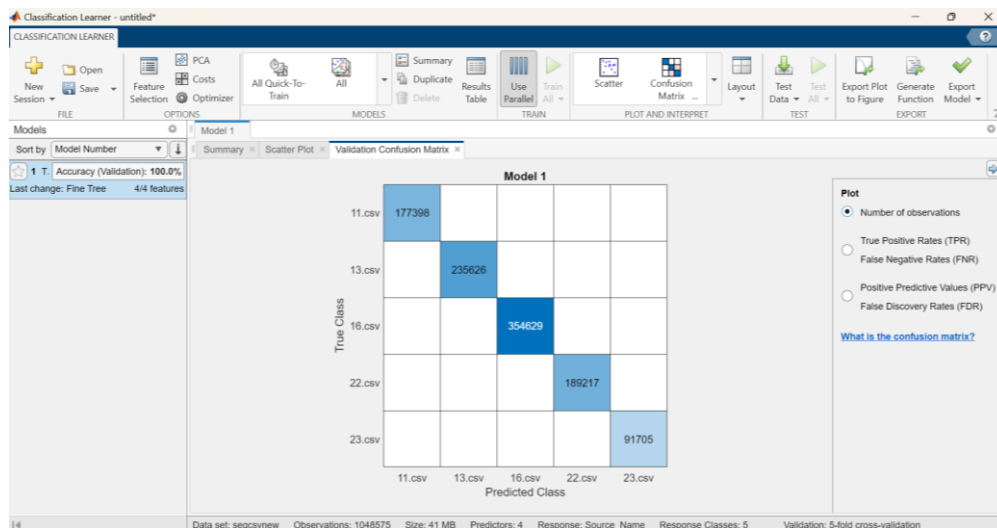 Classification Learner - untitled*
CLASSIFICATION LEARNER
New Session
Open
Save
FILE
Feature Selection
PCA
Costs
Optimizer
OPTIONS
All Quick-To-Train
All
Summary
Duplicate
Delete
MODELS
Results Table
Use Parallel
Train All
TRAIN
Scatter
Confusion Matrix ...
Layout
PLOT AND INTERPRET
Test Data
Test All
TEST
Export Plot to Figure
Generate Function
Export Model
EXPORT
Models
Sort by Model Number
1 T. Accuracy (Validation): 100.0%
Last change: Fine Tree 4/4 features
Model 1
Summary
Scatter Plot
Validation Confusion Matrix
Model 1
True Class
11.csv 177398
13.csv 235626
16.csv 354629
22.csv 189217
23.csv 91705
11.csv 13.csv 16.csv 22.csv 23.csv
Predicted Class
Plot
Number of observations
True Positive Rates (TPR)
False Negative Rates (FNR)
Positive Predictive Values (PPV)
False Discovery Rates (FDR)
What is the confusion matrix?
Data set: seqcsvnew Observations: 1048575 Size: 41 MB Predictors: 4 Response: Source_Name Response Classes: 5 Validation: 5-fold cross-validation